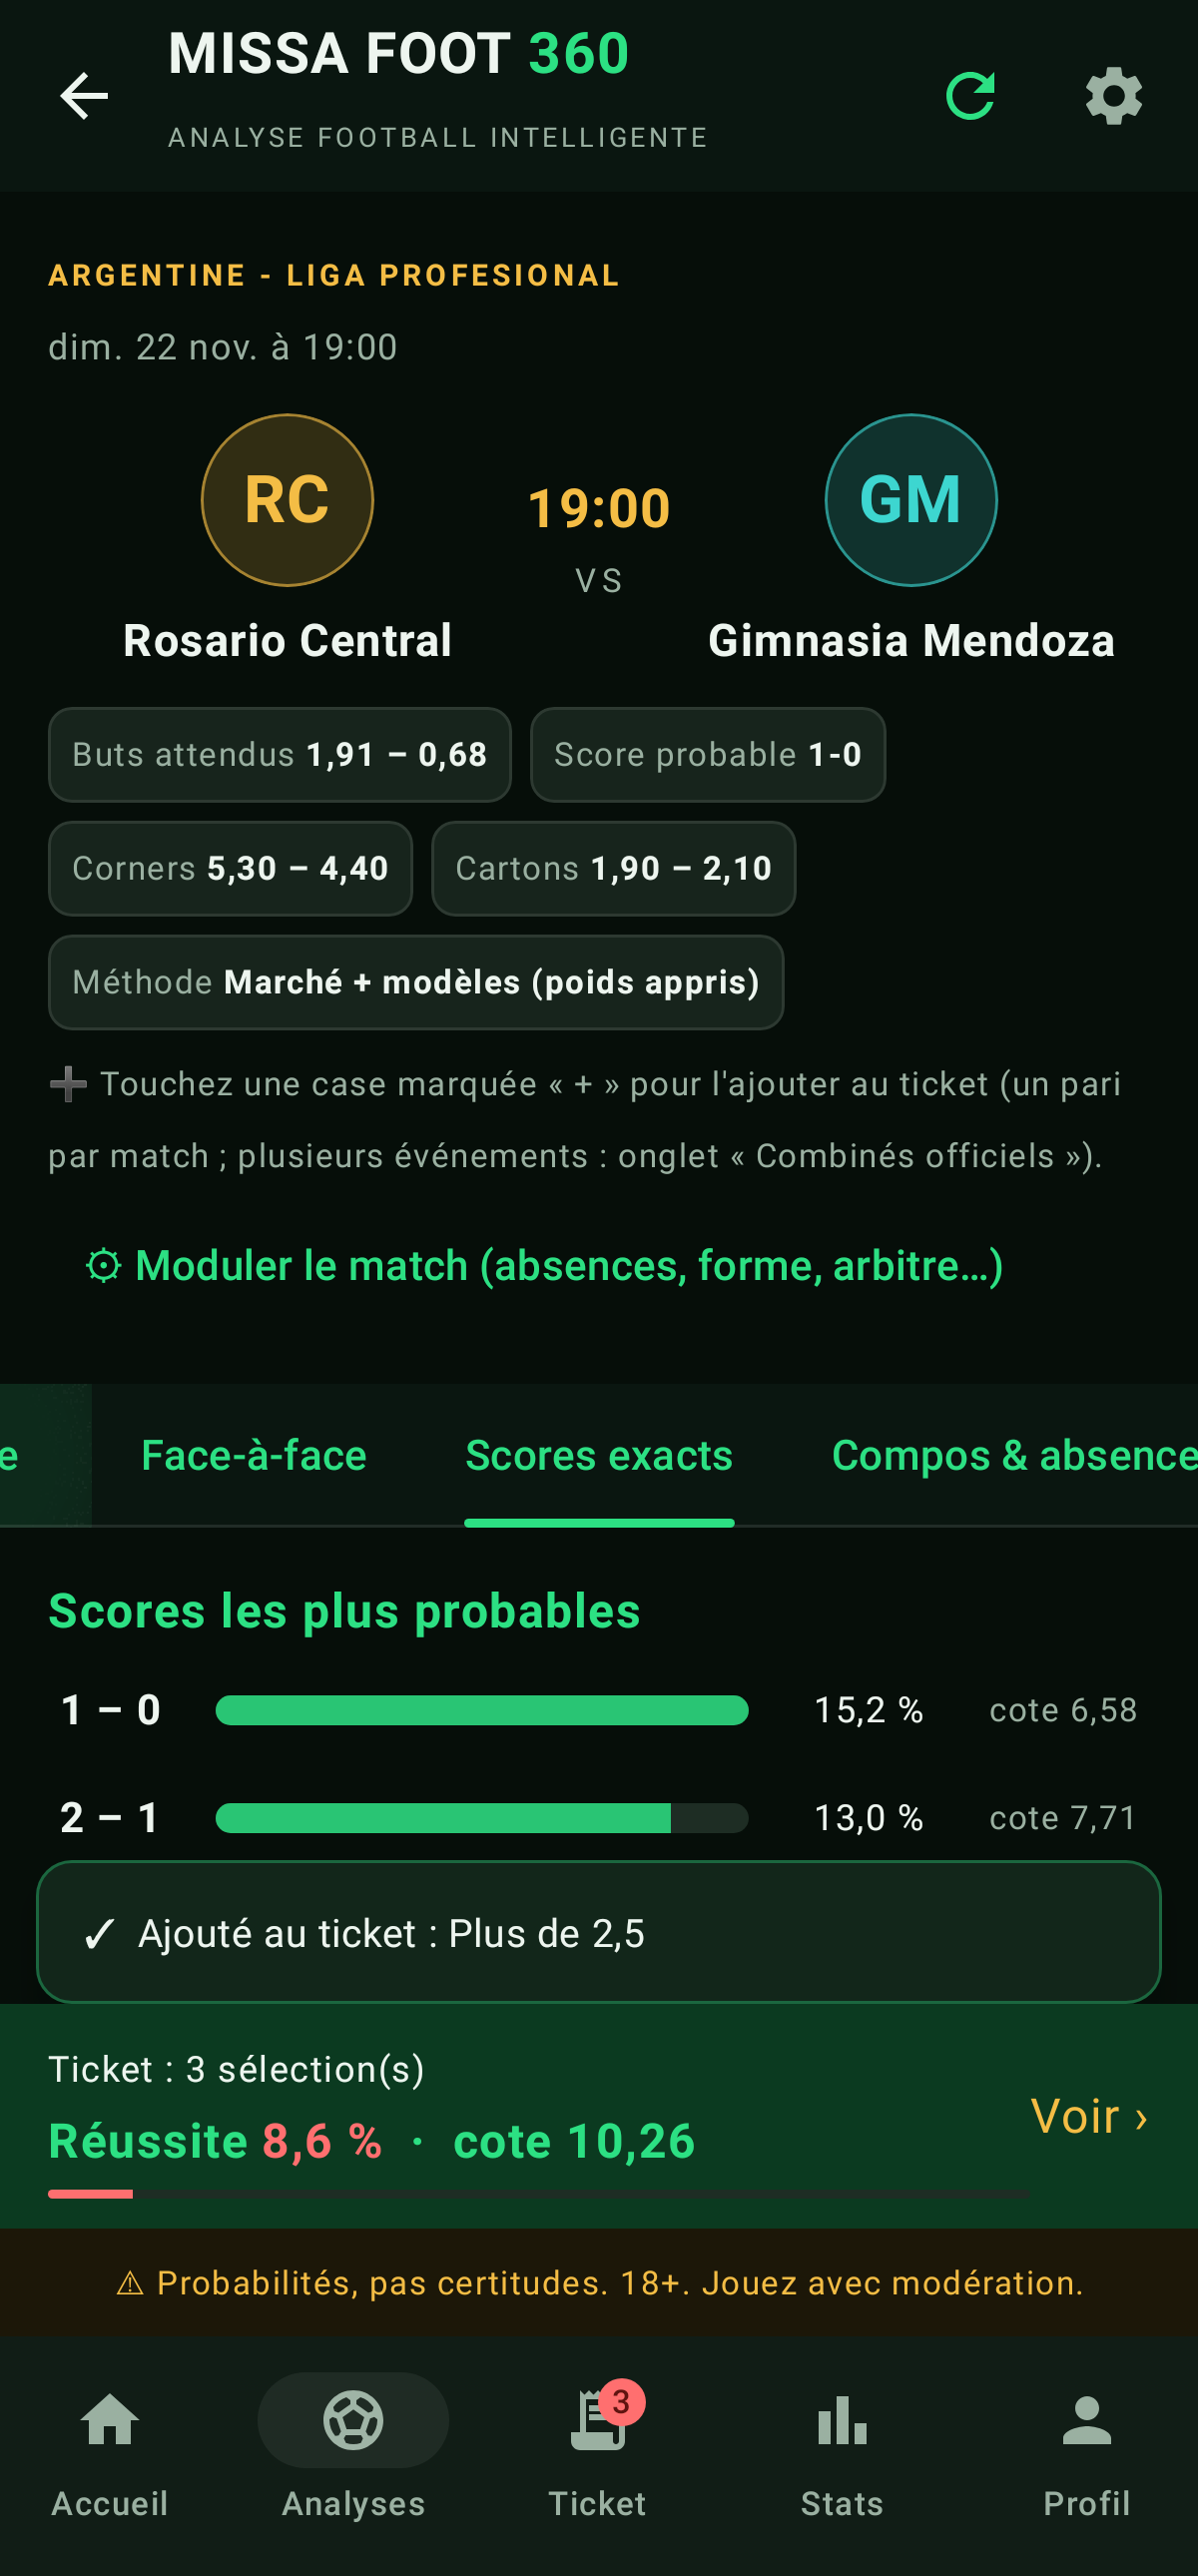 MISSA FOOT 360
ANALYSE FOOTBALL INTELLIGENTE
ARGENTINE - LIGA PROFESIONAL
dim. 22 nov. à 19:00
RC
19:00
GM
VS
Rosario Central
Gimnasia Mendoza
Buts attendus 1,91 – 0,68
Score probable 1-0
Corners 5,30 – 4,40
Cartons 1,90 – 2,10
Méthode Marché + modèles (poids appris)
➕ Touchez une case marquée « + » pour l'ajouter au ticket (un pari
par match ; plusieurs événements : onglet « Combinés officiels »).
Moduler le match (absences, forme, arbitre…)
e
Face-à-face
Scores exacts
Compos & absence
Scores les plus probables
1 – 0 15,2 % cote 6,58
2 – 1 13,0 % cote 7,71
✓ Ajouté au ticket : Plus de 2,5
Ticket : 3 sélection(s)
Réussite 8,6 % · cote 10,26
Voir ›
⚠ Probabilités, pas certitudes. 18+. Jouez avec modération.
3
Accueil
Analyses
Ticket
Stats
Profil